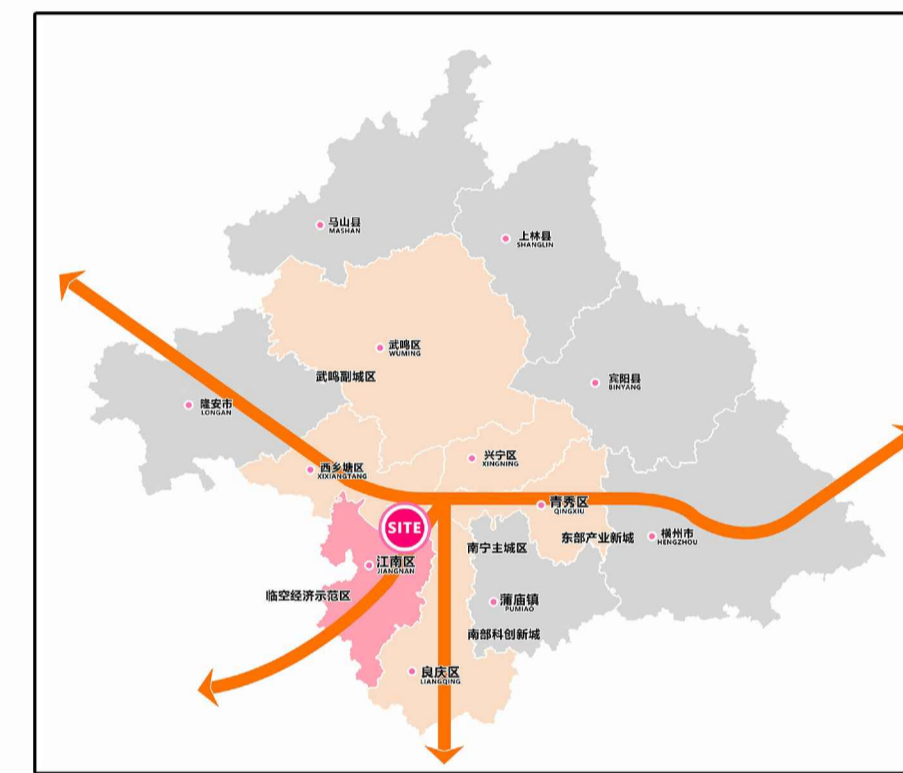 马山县
MASHAN
上林县
SHANGLIN
武鸣区
WUMING
武鸣副城区
宾阳县
BINYANG
隆安市
LONGAN
兴宁区
XINGNING
西乡塘区
XIXIANGTANG
青秀区
QINGXIU
SITE
东部产业新城
横州市
HENGZHOU
南宁主城区
江南区
JIANGNAN
临空经济示范区
蒲庙镇
PUMIAO
南部科创新城
良庆区
LIANGQING